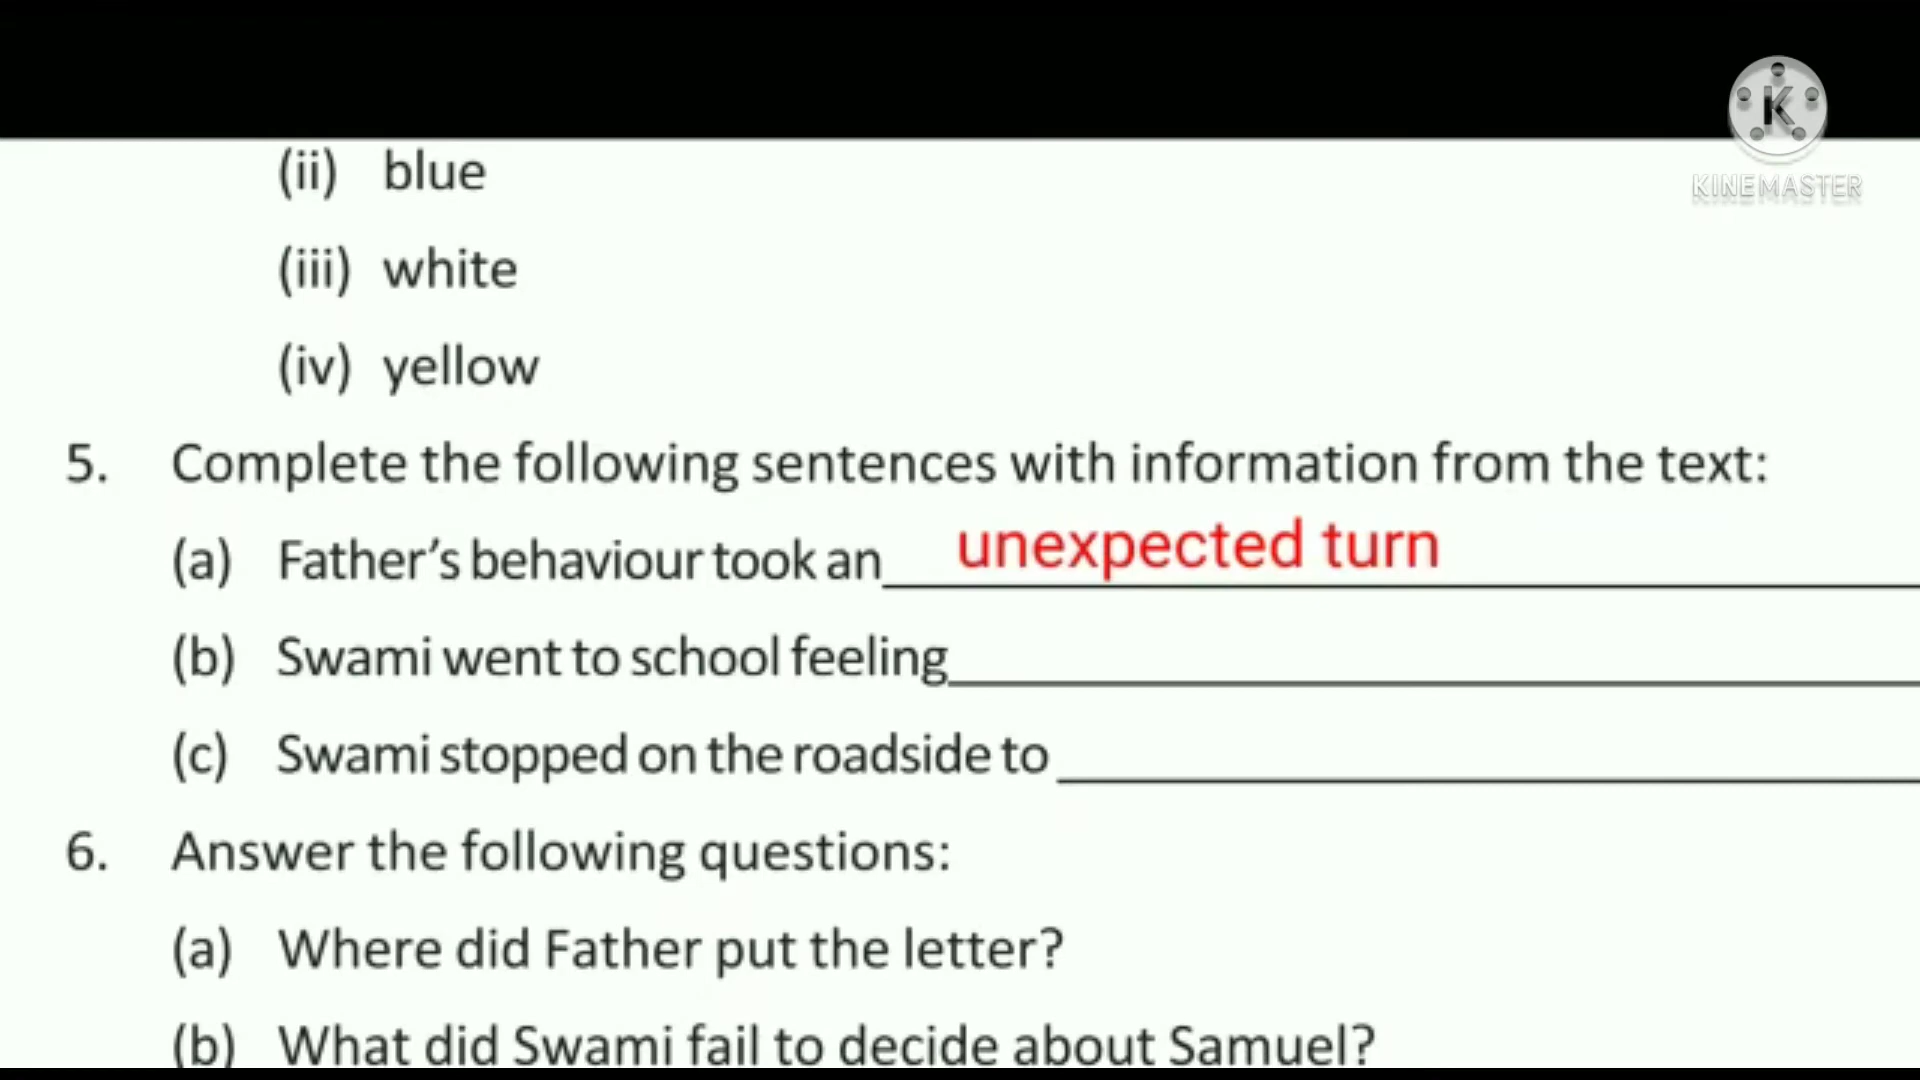 K
KINEMASTER
(ii) blue
(iii) white
(iv) yellow
5. Complete the following sentences with information from the text:
(a) Father's behaviour took an unexpected turn
(b) Swami went to school feeling
(c) Swami stopped on the roadside to
6. Answer the following questions:
(a) Where did Father put the letter?
(b) What did Swami fail to decide about Samuel?